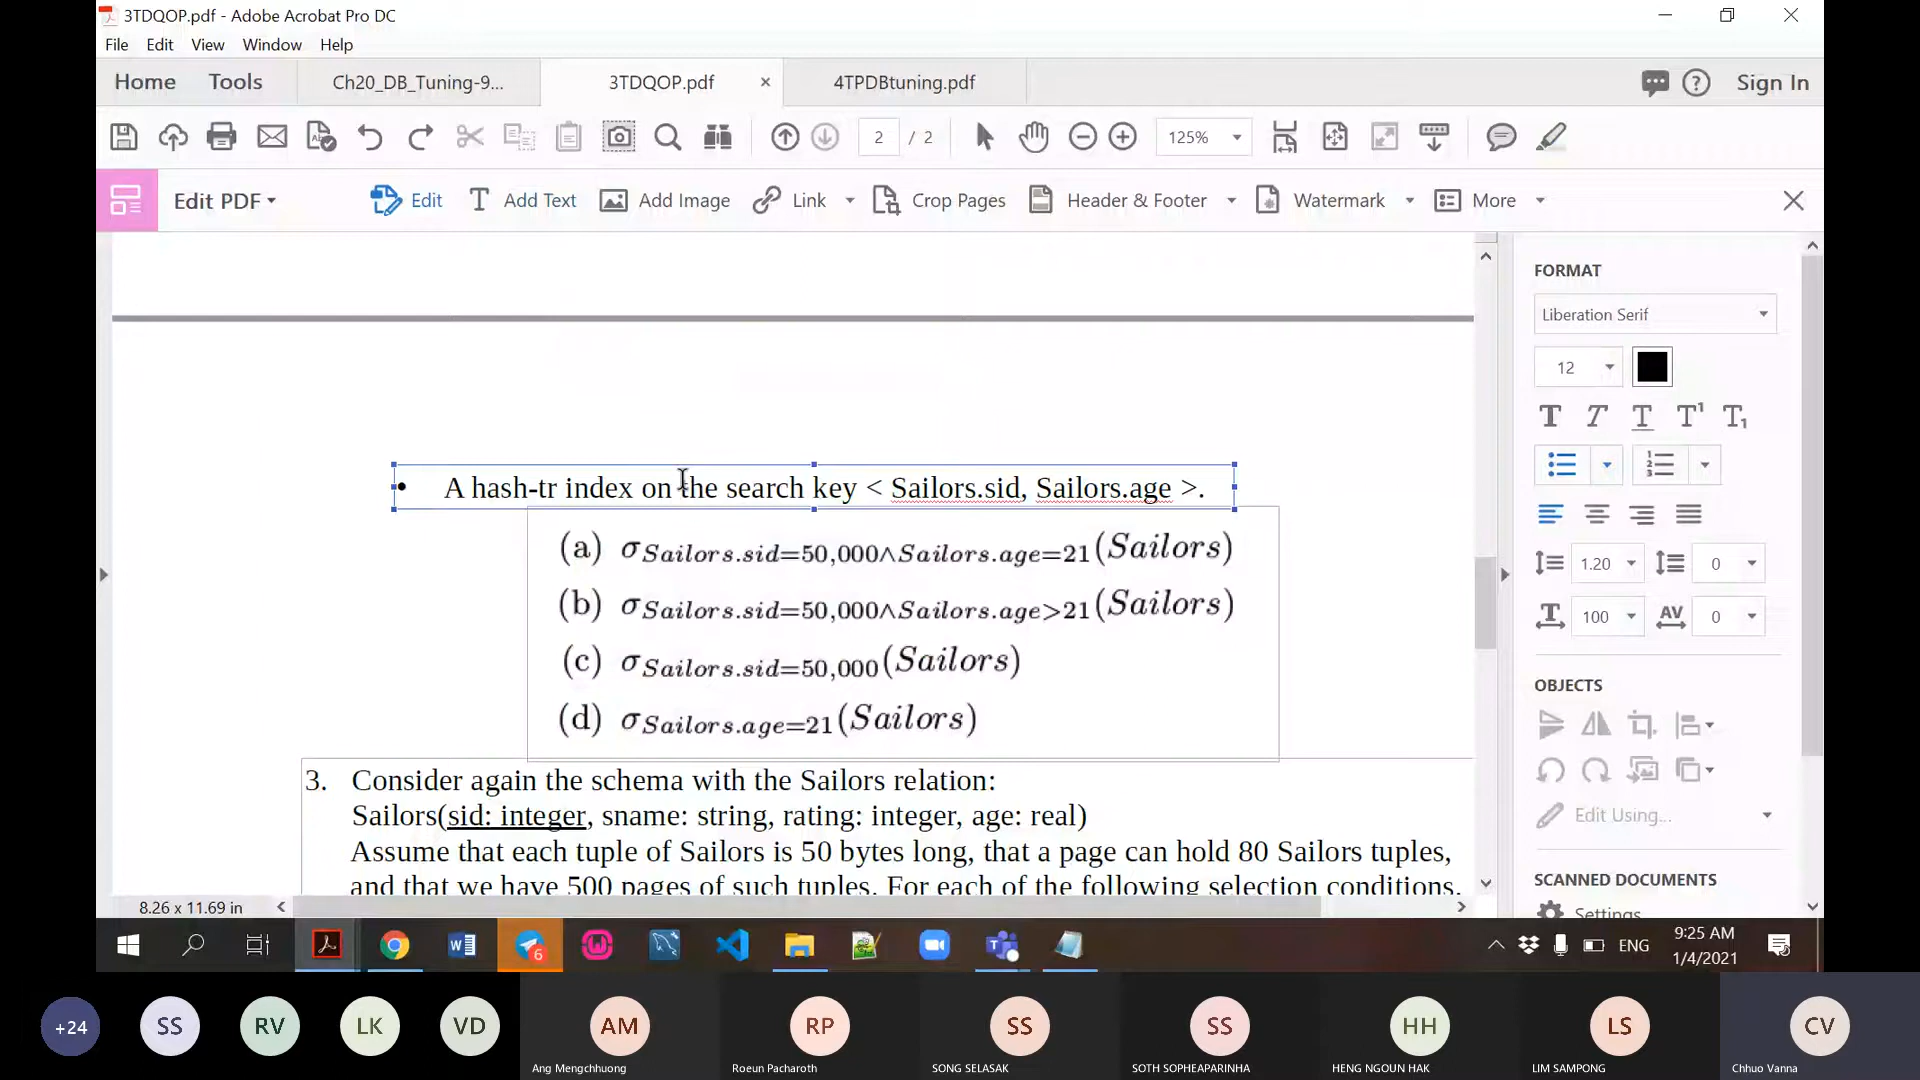 3TDQOP.pdf - Adobe Acrobat Pro DC
File Edit View Window Help
Home Tools Ch20_DB_Tuning-9... 3TDQOP.pdf × 4TPDBtuning.pdf Sign In
2 / 2 125%
Edit PDF Edit Add Text Add Image Link Crop Pages Header & Footer Watermark More
• A hash-tr index on the search key < Sailors.sid, Sailors.age >.
(a) σSailors.sid=50,000∧Sailors.age=21(Sailors)
(b) σSailors.sid=50,000∧Sailors.age>21(Sailors)
(c) σSailors.sid=50,000(Sailors)
(d) σSailors.age=21(Sailors)
3. Consider again the schema with the Sailors relation:
Sailors(sid: integer, sname: string, rating: integer, age: real)
Assume that each tuple of Sailors is 50 bytes long, that a page can hold 80 Sailors tuples,
and that we have 500 pages of such tuples. For each of the following selection conditions,
8.26 x 11.69 in
FORMAT
Liberation Serif
12
1.20 0
100 AV 0
OBJECTS
Edit Using...
SCANNED DOCUMENTS
Settings
6
ENG
9:25 AM
1/4/2021
+24 SS RV LK VD AM RP SS SS HH LS CV
Ang Mengchhuong Roeun Pacharoth SONG SELASAK SOTH SOPHEAPARINHA HENG NGOUN HAK LIM SAMPONG Chhuo Vanna